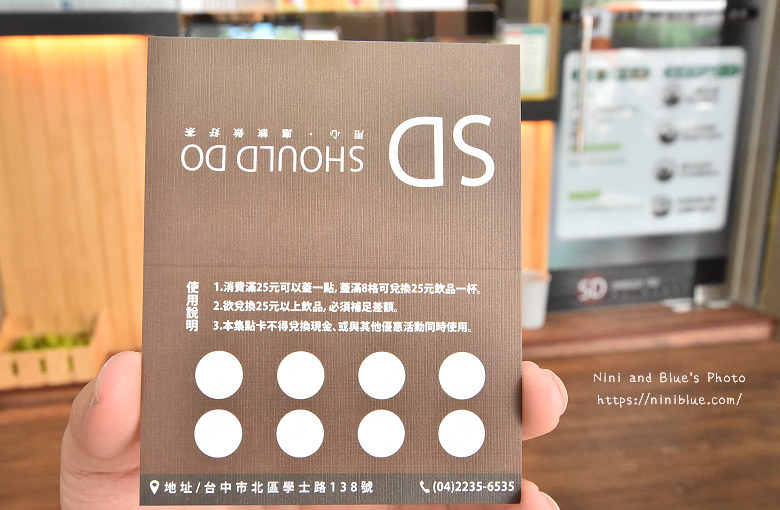 SD
SHOULD DO
用心・應該做好茶
使用說明
1.消費滿25元可以蓋一點,蓋滿8格可兌換25元飲品一杯。
2.欲兌換25元以上飲品,必須補足差額。
3.本集點卡不得兌換現金、或與其他優惠活動同時使用。
地址/台中市北區學士路138號
(04)2235-6535
SD
Nini and Blue's Photo
https://niniblue.com/